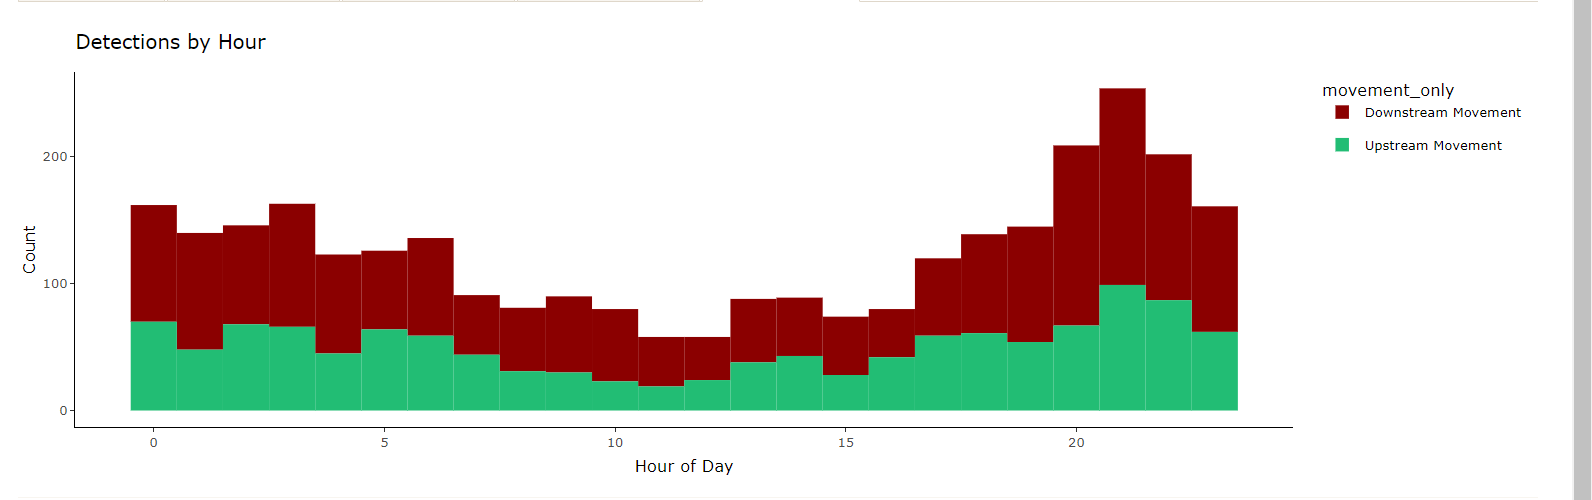 Detections by Hour
movement_only
Downstream Movement
Upstream Movement
200
100
0
Count
0 5 10 15 20
Hour of Day